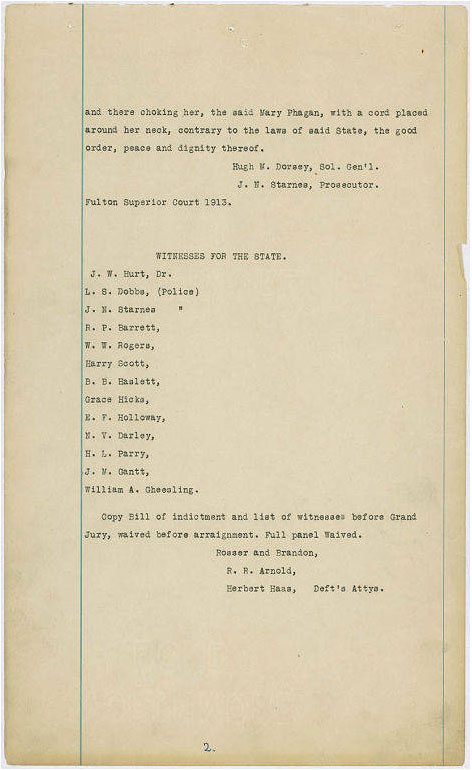 and there choking her, the said Mary Phagan, with a cord placed
around her neck, contrary to the laws of said State, the good
order, peace and dignity thereof.
Hugh M. Dorsey, Sol. Gen'l.
J. N. Starnes, Prosecutor.
Fulton Superior Court 1913.
WITNESSES FOR THE STATE.
J. W. Hurt, Dr.
L. S. Dobbs, (Police)
J. N. Starnes "
R. P. Barrett,
W. W. Rogers,
Harry Scott,
B. B. Haslett,
Grace Hicks,
E. F. Holloway,
N. V. Darley,
H. L. Parry,
J. M. Gantt,
William A. Gheesling.
Copy Bill of indictment and list of witnesses before Grand
Jury, waived before arraignment. Full panel Waived.
Rosser and Brandon,
R. R. Arnold,
Herbert Haas, Deft's Attys.
2.